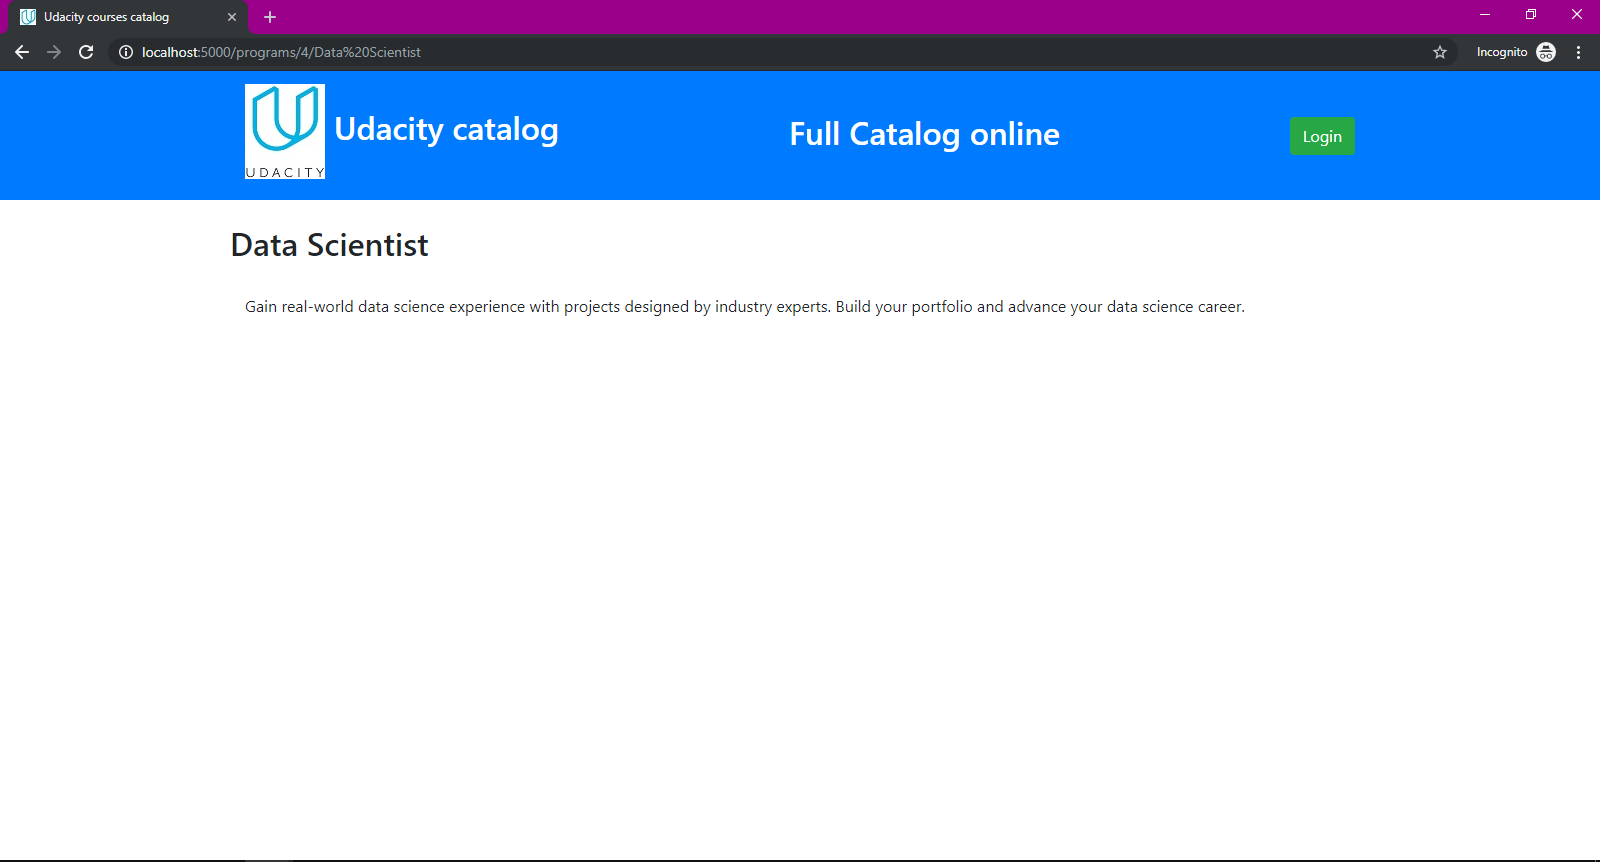 Udacity courses catalog
localhost:5000/programs/4/Data%20Scientist
Incognito
UDACITY
Udacity catalog
Full Catalog online
Login
Data Scientist
Gain real-world data science experience with projects designed by industry experts. Build your portfolio and advance your data science career.